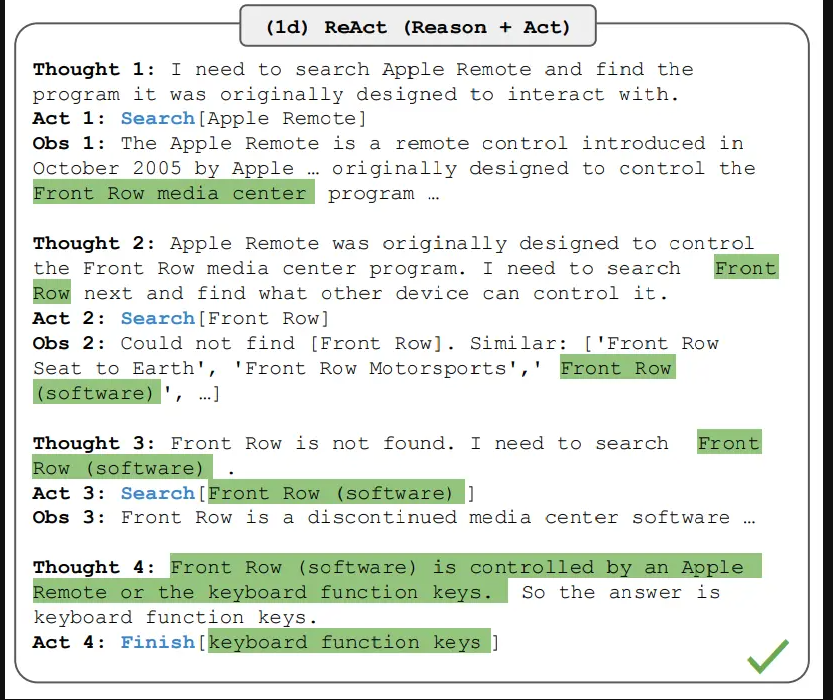 (1d) ReAct (Reason + Act)
Thought 1: I need to search Apple Remote and find the
program it was originally designed to interact with.
Act 1: Search[Apple Remote]
Obs 1: The Apple Remote is a remote control introduced in
October 2005 by Apple … originally designed to control the
Front Row media center program …
Thought 2: Apple Remote was originally designed to control
the Front Row media center program. I need to search Front
Row next and find what other device can control it.
Act 2: Search[Front Row]
Obs 2: Could not find [Front Row]. Similar: ['Front Row
Seat to Earth', 'Front Row Motorsports',' Front Row
(software)', …]
Thought 3: Front Row is not found. I need to search Front
Row (software) .
Act 3: Search[Front Row (software) ]
Obs 3: Front Row is a discontinued media center software …
Thought 4: Front Row (software) is controlled by an Apple
Remote or the keyboard function keys. So the answer is
keyboard function keys.
Act 4: Finish[keyboard function keys ]